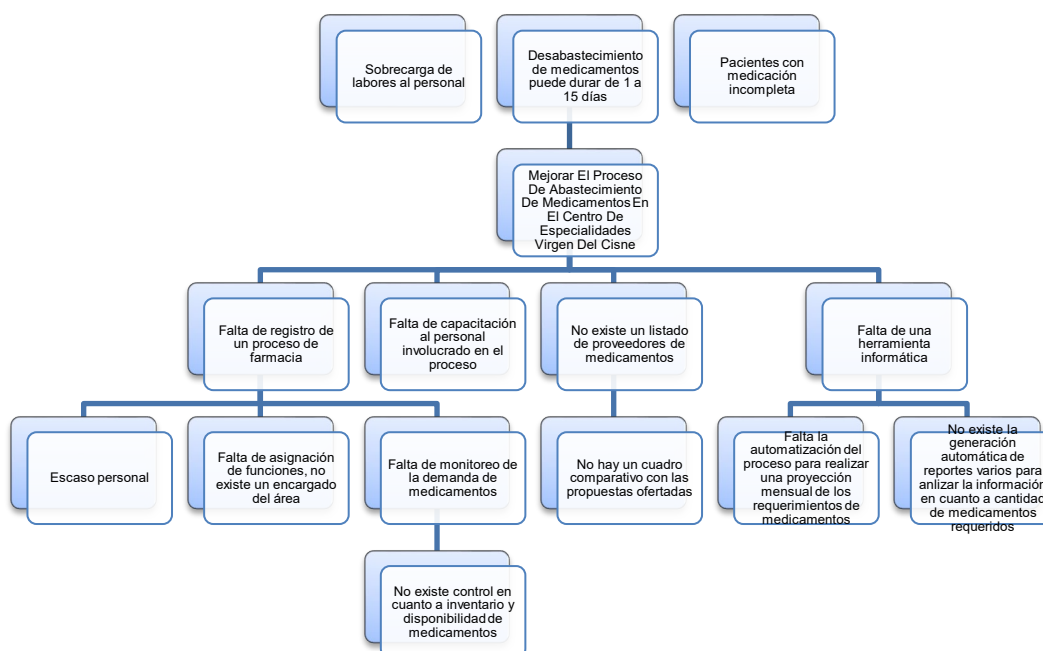 Sobrecarga de
labores al personal
Desabastecimiento
de medicamentos
puede durar de 1 a
15 días
Pacientes con
medicación
incompleta
Mejorar El Proceso
De Abastecimiento
De Medicamentos En
El Centro De
Especialidades
Virgen Del Cisne
Falta de registro de
un proceso de
farmacia
Falta de capacitación
al personal
involucrado en el
proceso
No existe un listado
de proveedores de
medicamentos
Falta de una
herramienta
informática
Escaso personal
Falta de asignación
de funciones, no
existe un encargado
del área
Falta de monitoreo de
la demanda de
medicamentos
No hay un cuadro
comparativo con las
propuestas ofertadas
Falta la
automatización del
proceso para realizar
una proyección
mensual de los
requerimientos de
medicamentos
No existe la
generación
automática de
reportes varios para
anlizar la información
en cuanto a cantidad
de medicamentos
requeridos
No existe control en
cuanto a inventario y
disponibilidad de
medicamentos